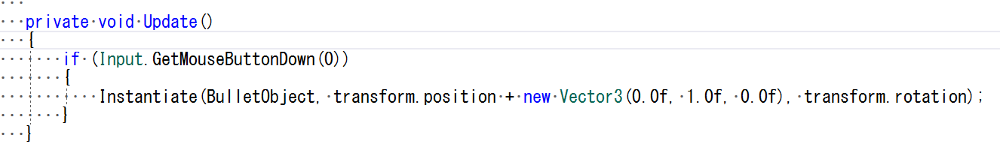 private void Update()
{
if (Input.GetMouseButtonDown(0))
{
Instantiate(BulletObject, transform.position + new Vector3(0.0f, 1.0f, 0.0f), transform.rotation);
}
}